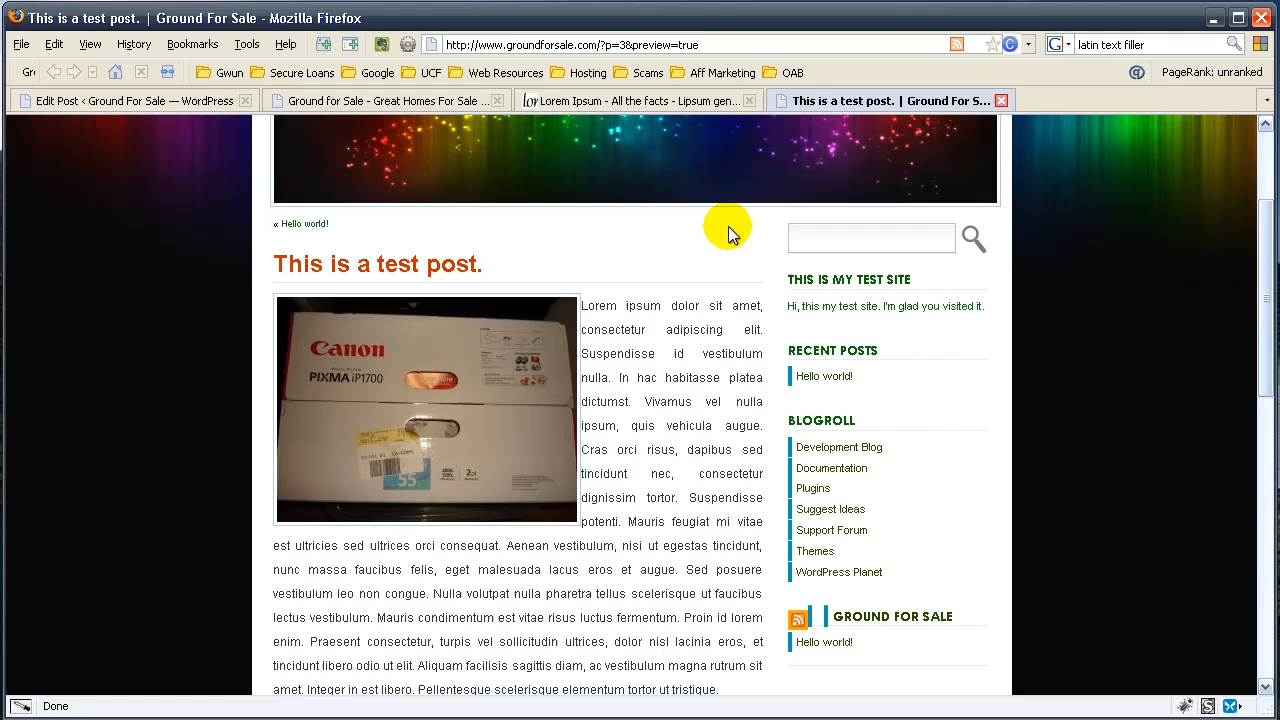 This is a test post. | Ground For Sale - Mozilla Firefox
File Edit View History Bookmarks Tools Help http://www.groundforsale.com/?p=3&preview=true latin text filler
Gr Gwun Secure Loans Google UCF Web Resources Hosting Scams Aff Marketing OAB PageRank: unranked
Edit Post ‹ Ground For Sale — WordPress Ground for Sale - Great Homes For Sale ... Lorem Ipsum - All the facts - Lipsum gen... This is a test post. | Ground For S...
« Hello world!
This is a test post.
Canon
PIXMA iP1700
55
2pl
Lorem ipsum dolor sit amet,
consectetur adipiscing elit.
Suspendisse id vestibulum
nulla. In hac habitasse platea
dictumst. Vivamus vel nulla
ipsum, quis vehicula augue.
Cras orci risus, dapibus sed
tincidunt nec, consectetur
dignissim tortor. Suspendisse
potenti. Mauris feugiat mi vitae
est ultricies sed ultrices orci consequat. Aenean vestibulum, nisi ut egestas tincidunt,
nunc massa faucibus felis, eget malesuada lacus eros et augue. Sed posuere
vestibulum leo non congue. Nulla volutpat nulla pharetra tellus scelerisque ut faucibus
lectus vestibulum. Mauris condimentum est vitae risus luctus fermentum. Proin id lorem
enim. Praesent consectetur, turpis vel sollicitudin ultrices, dolor nisl lacinia eros, et
tincidunt libero odio ut elit. Aliquam facilisis sagittis diam, ac vestibulum magna rutrum sit
amet. Integer in est libero. Pellentesque scelerisque elementum tortor ut tristique.
THIS IS MY TEST SITE
Hi, this my test site. I'm glad you visited it.
RECENT POSTS
Hello world!
BLOGROLL
Development Blog
Documentation
Plugins
Suggest Ideas
Support Forum
Themes
WordPress Planet
GROUND FOR SALE
Hello world!
Done